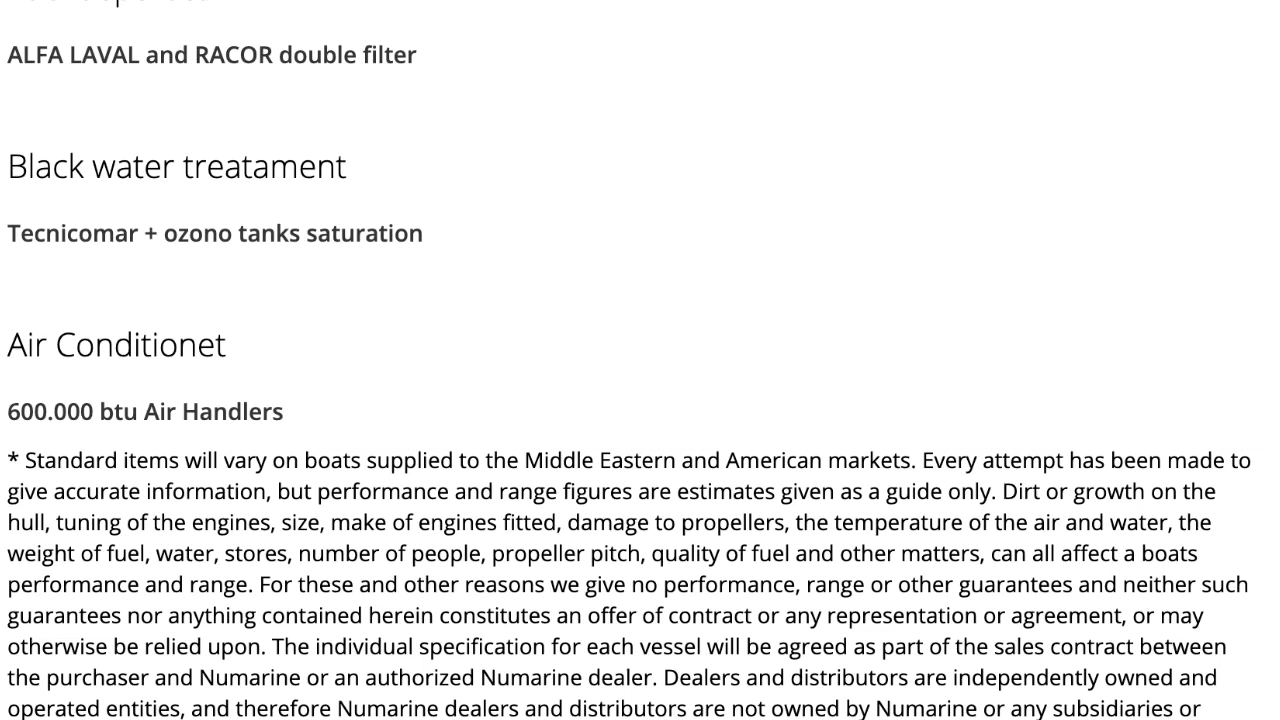 ALFA LAVAL and RACOR double filter
Black water treatament
Tecnicomar + ozono tanks saturation
Air Conditionet
600.000 btu Air Handlers
* Standard items will vary on boats supplied to the Middle Eastern and American markets. Every attempt has been made to
give accurate information, but performance and range figures are estimates given as a guide only. Dirt or growth on the
hull, tuning of the engines, size, make of engines fitted, damage to propellers, the temperature of the air and water, the
weight of fuel, water, stores, number of people, propeller pitch, quality of fuel and other matters, can all affect a boats
performance and range. For these and other reasons we give no performance, range or other guarantees and neither such
guarantees nor anything contained herein constitutes an offer of contract or any representation or agreement, or may
otherwise be relied upon. The individual specification for each vessel will be agreed as part of the sales contract between
the purchaser and Numarine or an authorized Numarine dealer. Dealers and distributors are independently owned and
operated entities, and therefore Numarine dealers and distributors are not owned by Numarine or any subsidiaries or